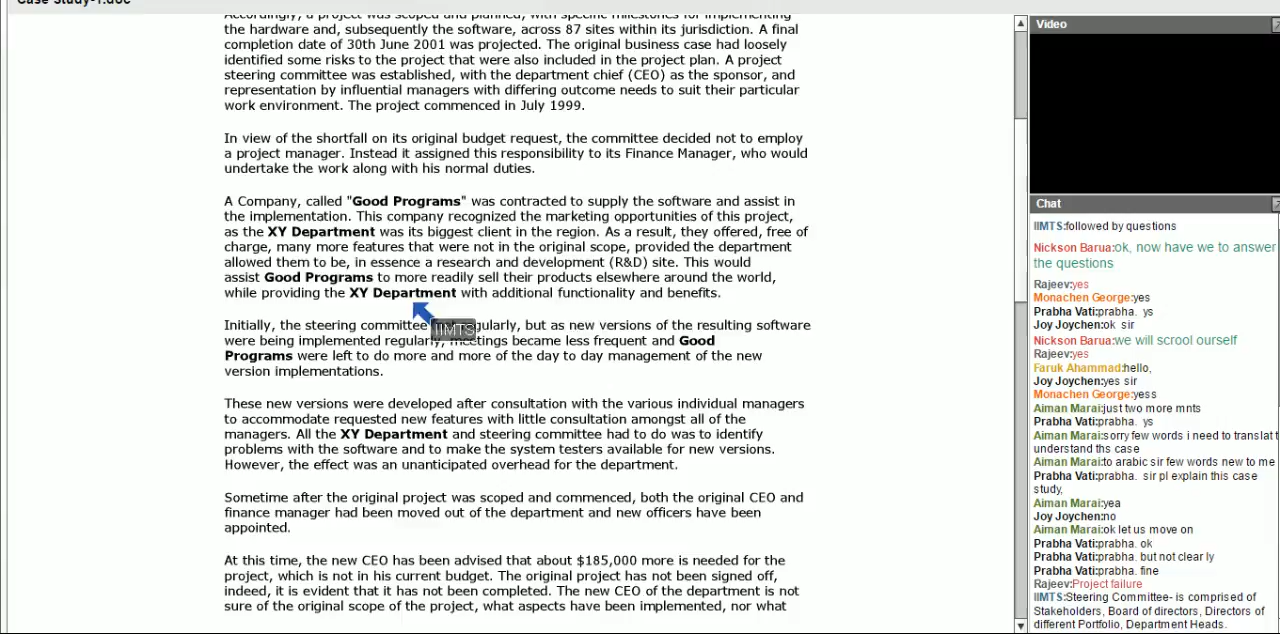 Case Study-1.doc
Accordingly, a project was scoped and planned, with specific milestones for implementing
the hardware and, subsequently the software, across 87 sites within its jurisdiction. A final
completion date of 30th June 2001 was projected. The original business case had loosely
identified some risks to the project that were also included in the project plan. A project
steering committee was established, with the department chief (CEO) as the sponsor, and
representation by influential managers with differing outcome needs to suit their particular
work environment. The project commenced in July 1999.
In view of the shortfall on its original budget request, the committee decided not to employ
a project manager. Instead it assigned this responsibility to its Finance Manager, who would
undertake the work along with his normal duties.
A Company, called "Good Programs" was contracted to supply the software and assist in
the implementation. This company recognized the marketing opportunities of this project,
as the XY Department was its biggest client in the region. As a result, they offered, free of
charge, many more features that were not in the original scope, provided the department
allowed them to be, in essence a research and development (R&D) site. This would
assist Good Programs to more readily sell their products elsewhere around the world,
while providing the XY Department with additional functionality and benefits.
Initially, the steering committee regularly, but as new versions of the resulting software
IIMTS
were being implemented regularly, meetings became less frequent and Good
Programs were left to do more and more of the day to day management of the new
version implementations.
These new versions were developed after consultation with the various individual managers
to accommodate requested new features with little consultation amongst all of the
managers. All the XY Department and steering committee had to do was to identify
problems with the software and to make the system testers available for new versions.
However, the effect was an unanticipated overhead for the department.
Sometime after the original project was scoped and commenced, both the original CEO and
finance manager had been moved out of the department and new officers have been
appointed.
At this time, the new CEO has been advised that about $185,000 more is needed for the
project, which is not in his current budget. The original project has not been signed off,
indeed, it is evident that it has not been completed. The new CEO of the department is not
sure of the original scope of the project, what aspects have been implemented, nor what
Video
Chat
IIMTS:followed by questions
Nickson Barua:ok, now have we to answer
the questions
Rajeev:yes
Monachen George:yes
Prabha Vati:prabha. ys
Joy Joychen:ok sir
Nickson Barua:we will scrool ourself
Rajeev:yes
Faruk Ahammad:hello,
Joy Joychen:yes sir
Monachen George:yess
Aiman Marai:just two more mnts
Prabha Vati:prabha. ys
Aiman Marai:sorry few words i need to translat t
understand ths case
Aiman Marai:to arabic sir few words new to me
Prabha Vati:prabha. sir pl explain this case
study,
Aiman Marai:yea
Joy Joychen:no
Aiman Marai:ok let us move on
Prabha Vati:prabha. ok
Prabha Vati:prabha. but not clear ly
Prabha Vati:prabha. fine
Rajeev:Project failure
IIMTS:Steering Committee- is comprised of
Stakeholders, Board of directors, Directors of
different Portfolio, Department Heads.